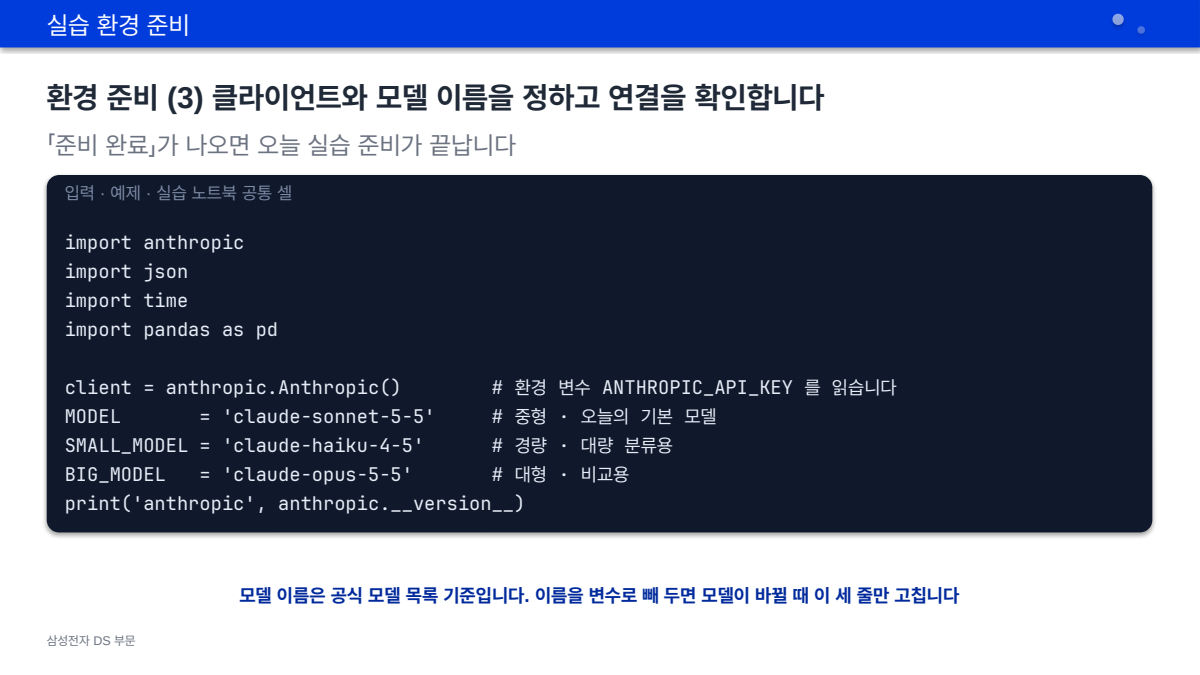 실습 환경 준비
환경 준비 (3) 클라이언트와 모델 이름을 정하고 연결을 확인합니다
「준비 완료」가 나오면 오늘 실습 준비가 끝납니다
입력 · 예제 · 실습 노트북 공통 셀
import anthropic
import json
import time
import pandas as pd
client = anthropic.Anthropic()        # 환경 변수 ANTHROPIC_API_KEY 를 읽습니다
MODEL       = 'claude-sonnet-5-5'     # 중형 · 오늘의 기본 모델
SMALL_MODEL = 'claude-haiku-4-5'      # 경량 · 대량 분류용
BIG_MODEL   = 'claude-opus-5-5'       # 대형 · 비교용
print('anthropic', anthropic.__version__)
모델 이름은 공식 모델 목록 기준입니다. 이름을 변수로 빼 두면 모델이 바뀔 때 이 세 줄만 고칩니다
삼성전자 DS 부문